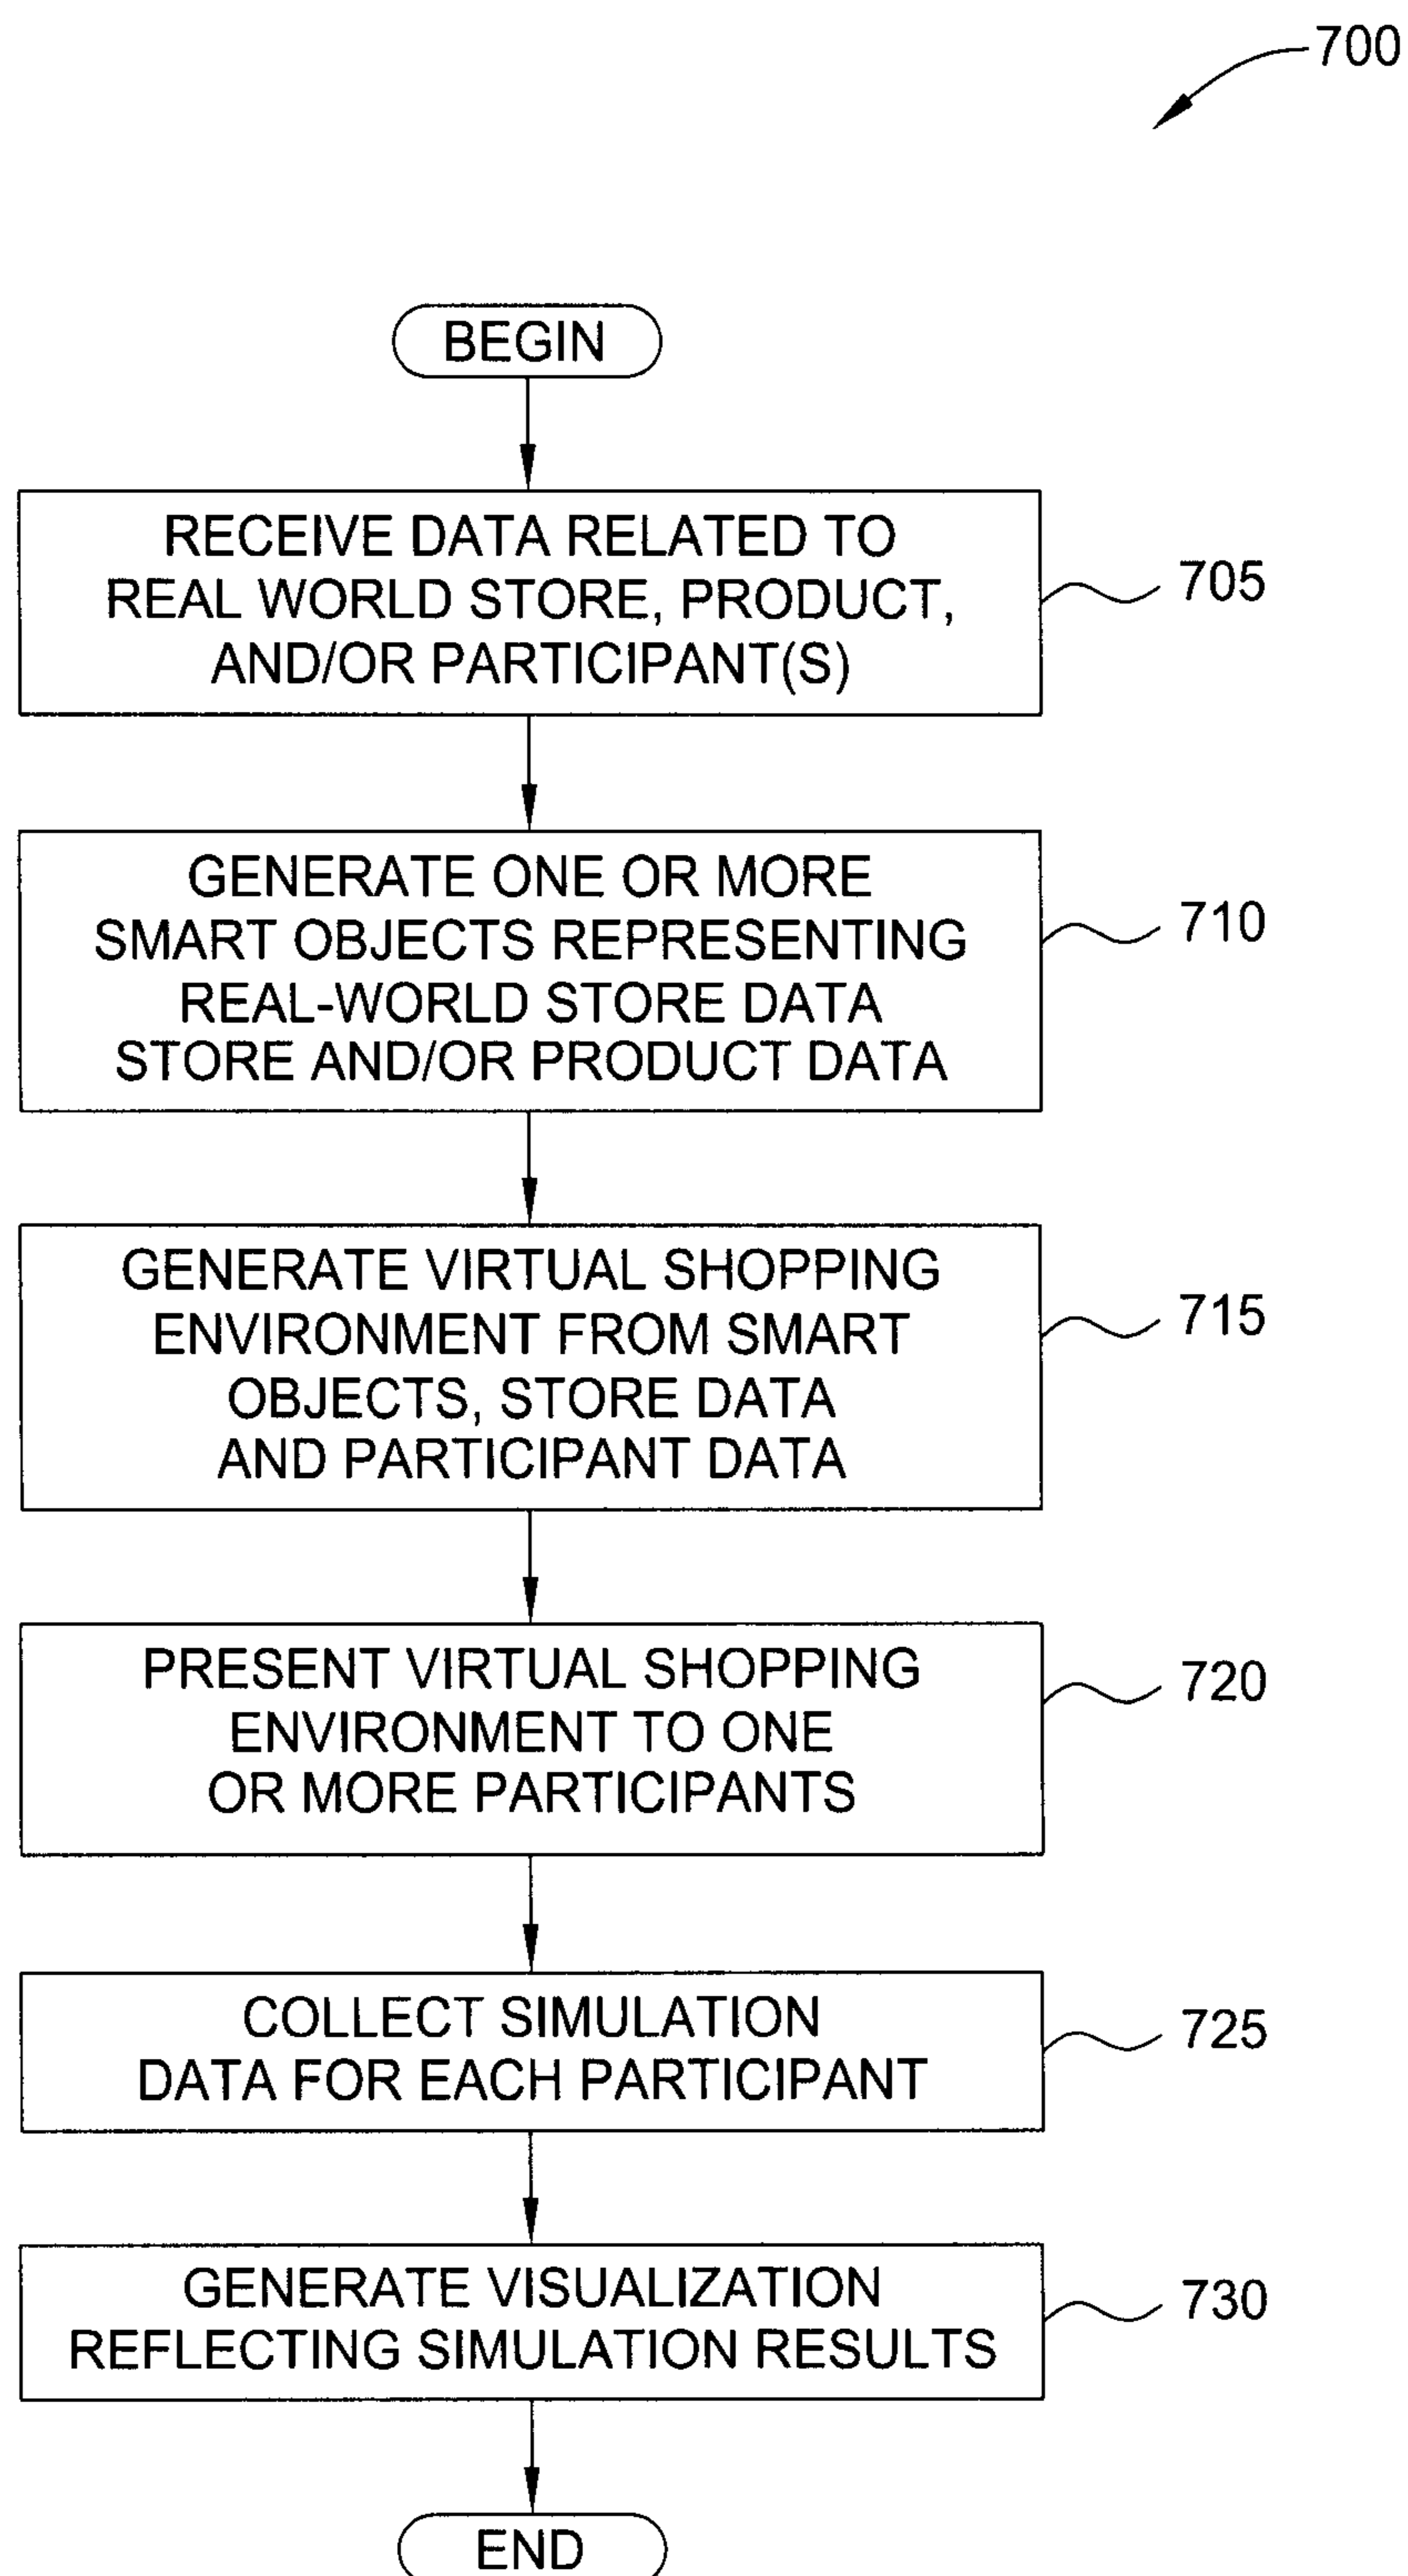 700
BEGIN
RECEIVE DATA RELATED TO
REAL WORLD STORE, PRODUCT,
AND/OR PARTICIPANT(S)
705
GENERATE ONE OR MORE
SMART OBJECTS REPRESENTING
REAL-WORLD STORE DATA
STORE AND/OR PRODUCT DATA
710
GENERATE VIRTUAL SHOPPING
ENVIRONMENT FROM SMART
OBJECTS, STORE DATA
AND PARTICIPANT DATA
715
PRESENT VIRTUAL SHOPPING
ENVIRONMENT TO ONE
OR MORE PARTICIPANTS
720
COLLECT SIMULATION
DATA FOR EACH PARTICIPANT
725
GENERATE VISUALIZATION
REFLECTING SIMULATION RESULTS
730
END